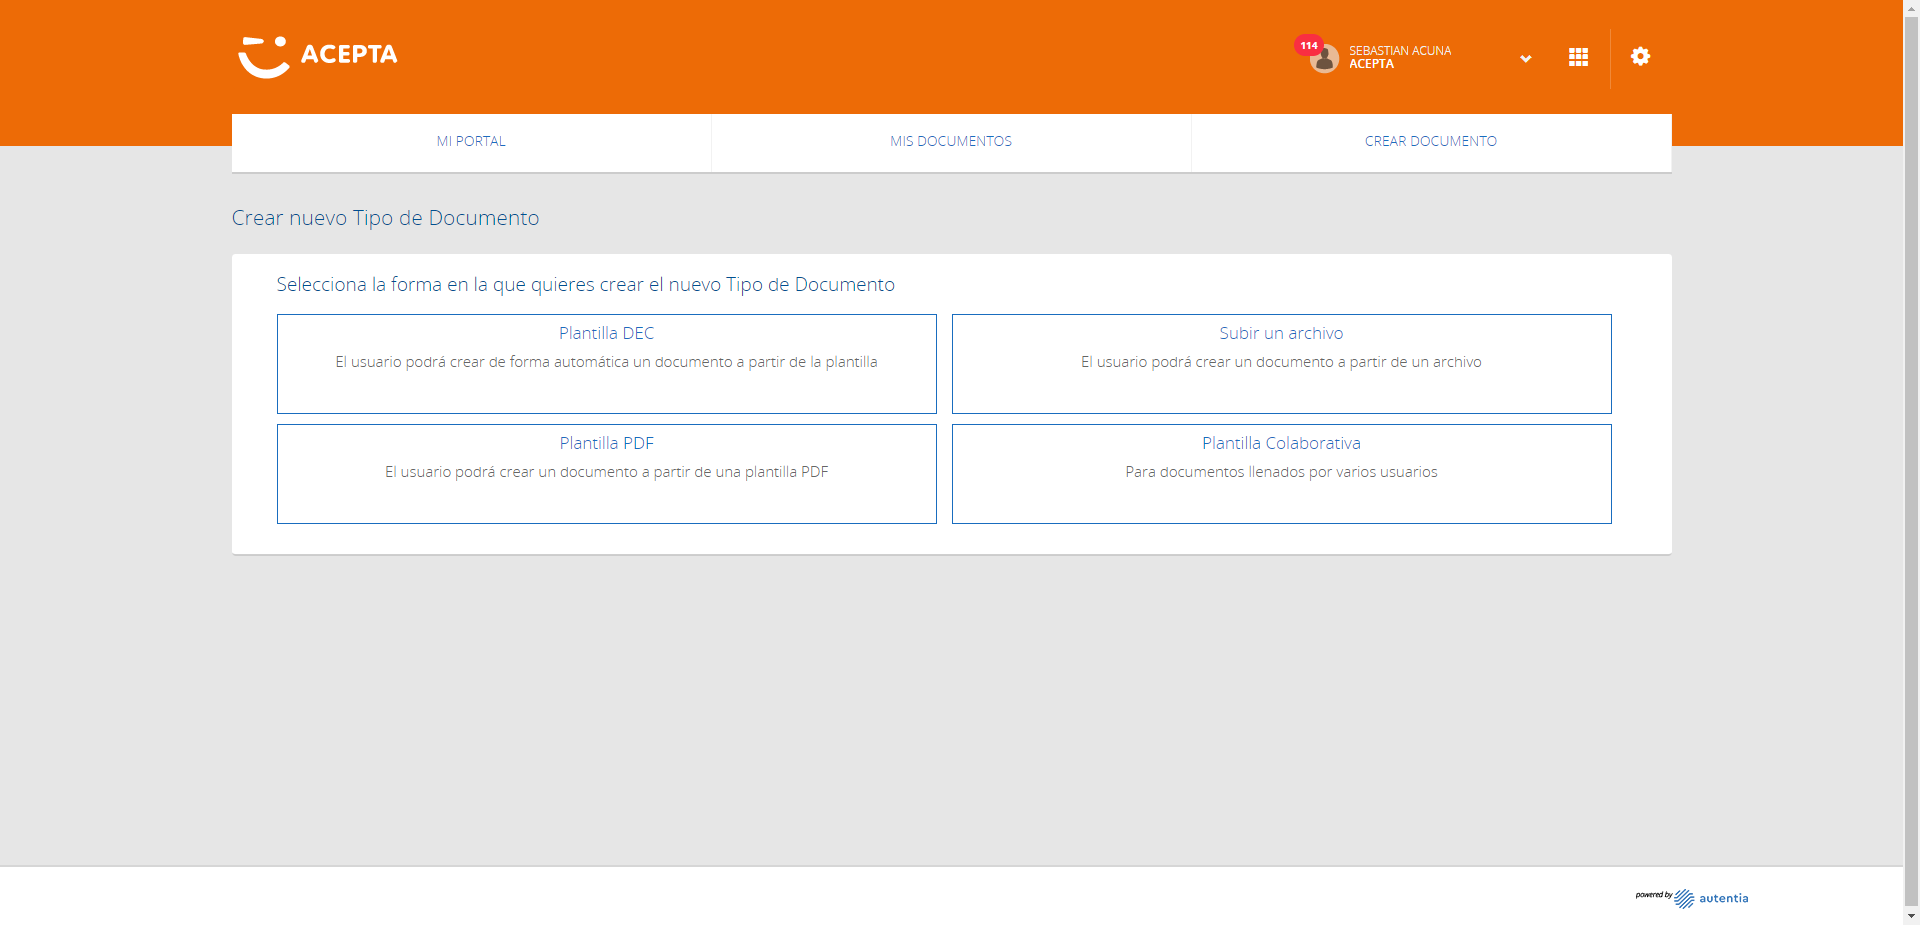 ACEPTA
114
SEBASTIAN ACUNA
ACEPTA
MI PORTAL
MIS DOCUMENTOS
CREAR DOCUMENTO
Crear nuevo Tipo de Documento
Selecciona la forma en la que quieres crear el nuevo Tipo de Documento
Plantilla DEC
El usuario podrá crear de forma automática un documento a partir de la plantilla
Subir un archivo
El usuario podrá crear un documento a partir de un archivo
Plantilla PDF
El usuario podrá crear un documento a partir de una plantilla PDF
Plantilla Colaborativa
Para documentos llenados por varios usuarios
powered by autentia